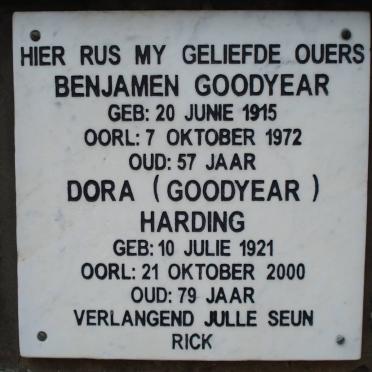 HIER RUS MY GELIEFDE OUERS
BENJAMEN GOODYEAR
GEB: 20 JUNIE 1915
OORL: 7 OKTOBER 1972
OUD: 57 JAAR
DORA (GOODYEAR)
HARDING
GEB: 10 JULIE 1921
OORL: 21 OKTOBER 2000
OUD: 79 JAAR
VERLANGEND JULLE SEUN
RICK